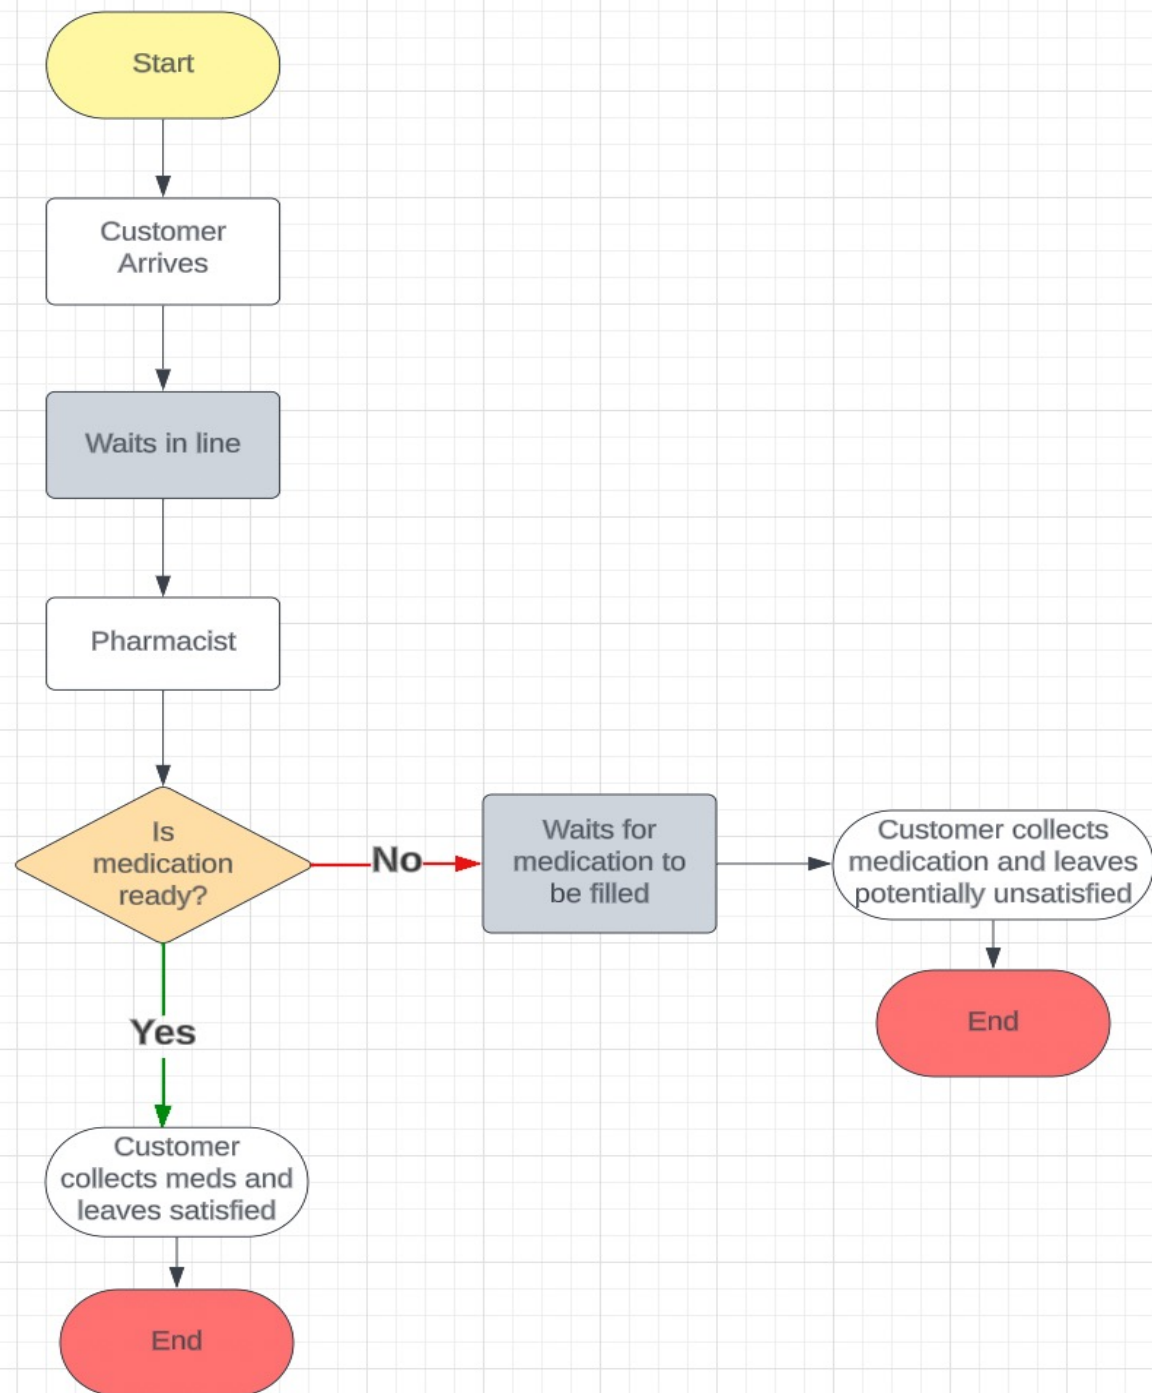 Start
Customer
Arrives
Waits in line
Pharmacist
Is
medication
ready?
No
Waits for
medication to
be filled
Customer collects
medication and leaves
potentially unsatisfied
End
Yes
Customer
collects meds and
leaves satisfied
End